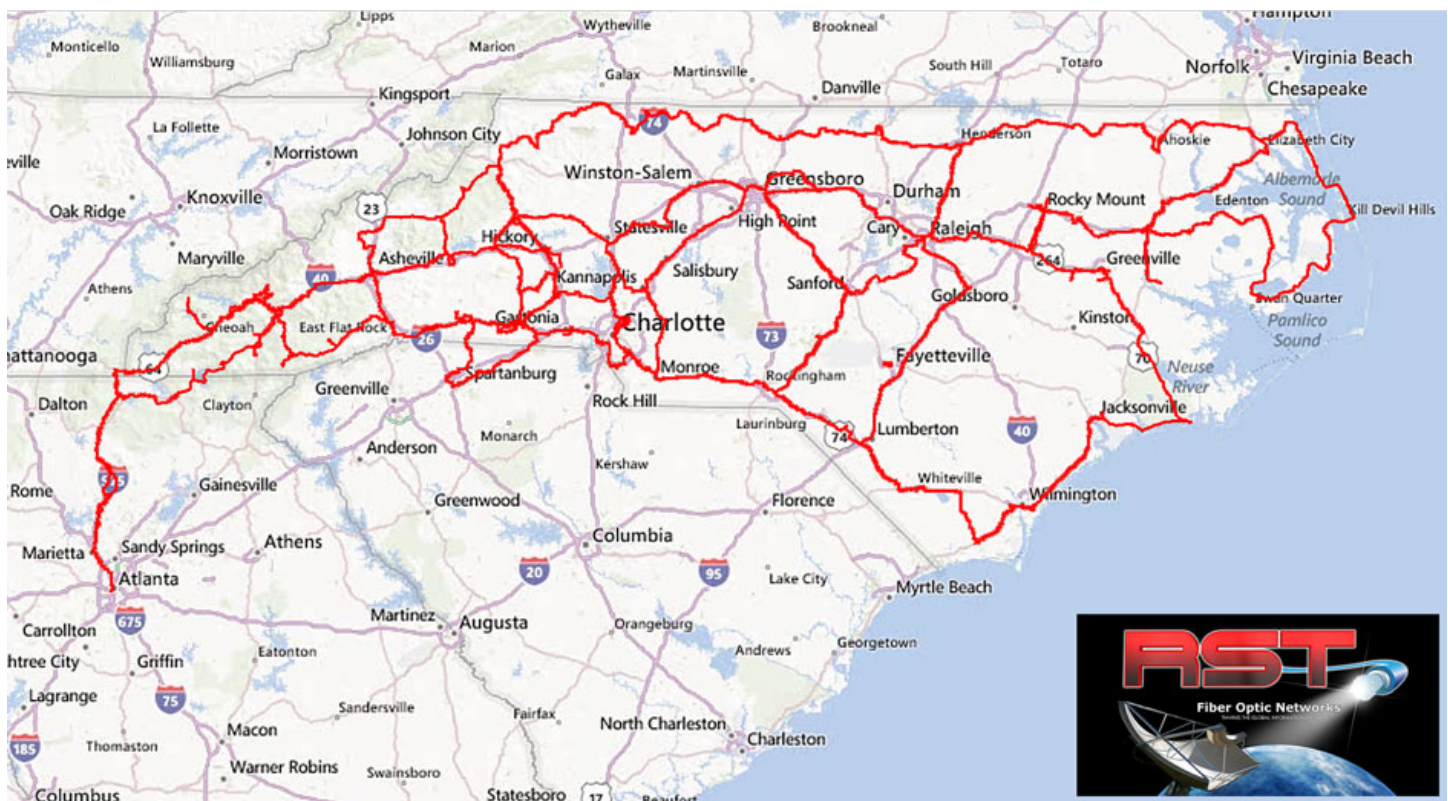 Hampton
Lipps
Wytheville
Brookneal
Monticello
Marion
Williamsburg
Norfolk
Virginia Beach
South Hill
Totaro
Galax
Martinsville
Chesapeake
Danville
Kingsport
La Follette
Johnson City
74
Henderson
Ahoskie
Elizabeth City
eville
Morristown
Winston-Salem
Greensboro
Durham
Albemarle
Sound
Knoxville
Rocky Mount
Edenton
Oak Ridge
23
Kill Devil Hills
High Point
Statesville
Cary
Raleigh
Hickory
Maryville
Asheville
264
Greenville
40
Kannapolis
Salisbury
Sanford
Athens
Goldsboro
Swan Quarter
Cheoah
East Flat Rock
Gastonia
Charlotte
Kinston
Pamlico
Sound
26
73
hattanooga
64
Fayetteville
70
Neuse
River
Spartanburg
Monroe
Rockingham
Greenville
Dalton
Clayton
Rock Hill
Jacksonville
Laurinburg
74
Lumberton
40
Anderson
Monarch
Kershaw
575
Whiteville
Rome
Gainesville
Wilmington
Greenwood
Florence
Columbia
Marietta
Sandy Springs
Athens
20
95
Lake City
Atlanta
Myrtle Beach
675
Martinez
Augusta
Carrollton
Orangeburg
Georgetown
htree City
Griffin
Eatonton
Andrews
Lagrange
75
Sandersville
Fairfax
North Charleston
Macon
Charleston
185
Thomaston
Warner Robins
Swainsboro
Columbus
Statesboro
17
Beaufort
RST
Fiber Optic Networks